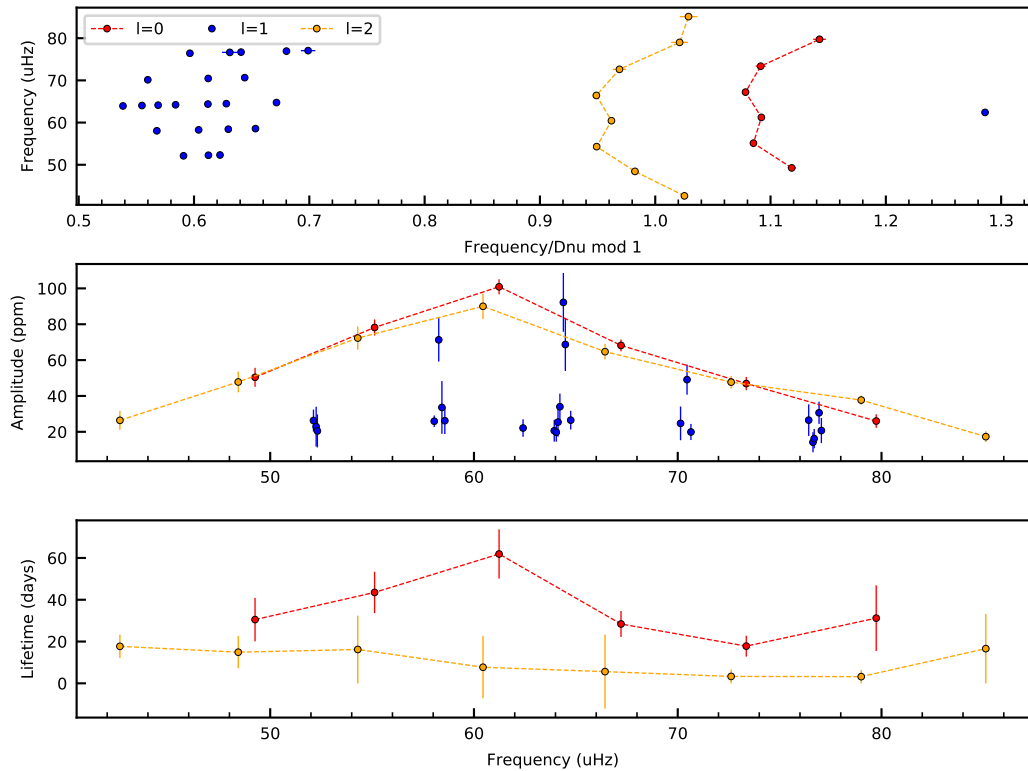 l=0 l=1 l=2
Frequency (uHz)
80
70
60
50
0.5 0.6 0.7 0.8 0.9 1.0 1.1 1.2 1.3
Frequency/Dnu mod 1
Amplitude (ppm)
100
80
60
40
20
50 60 70 80
Lifetime (days)
60
40
20
0
50 60 70 80
Frequency (uHz)